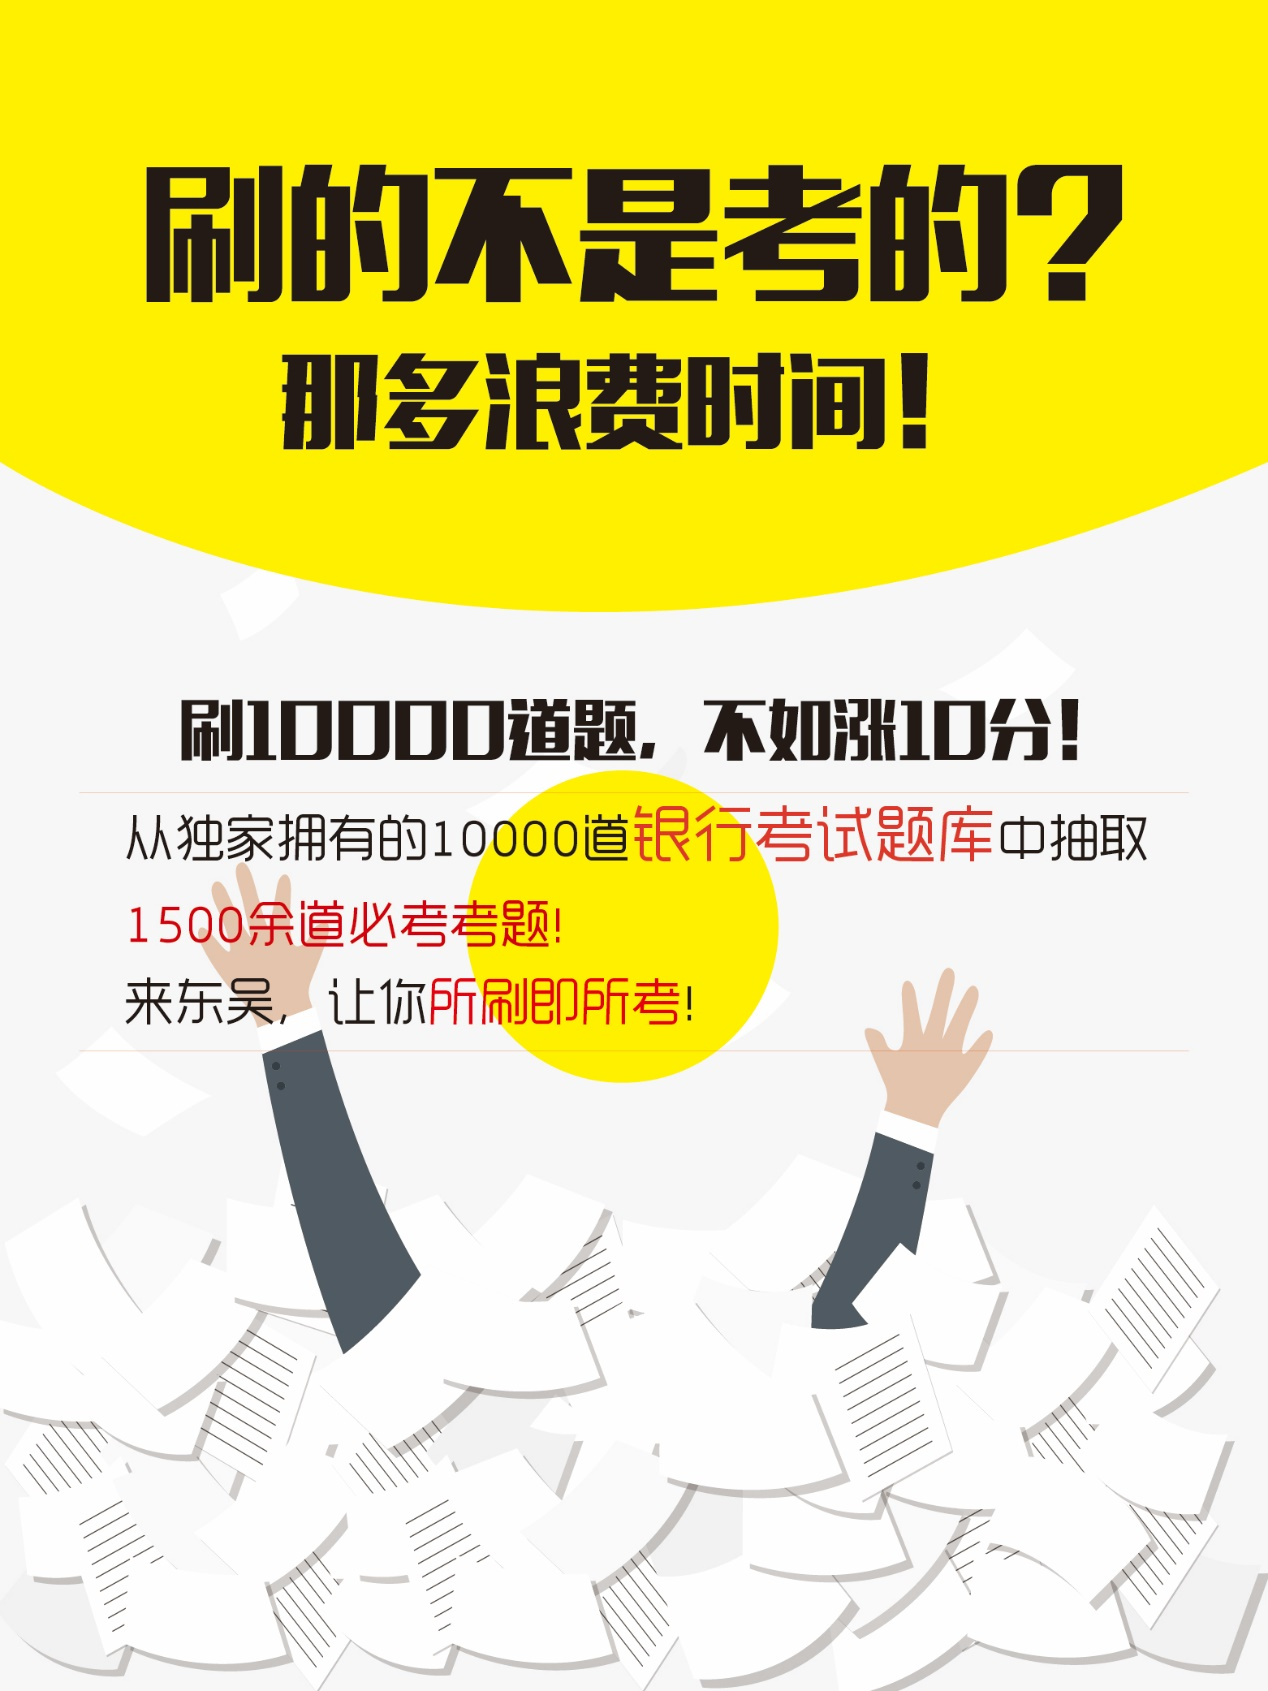 刷的不是考的?
那多浪费时间!
刷10000道题,不如涨10分!
从独家拥有的10000道银行考试题库中抽取
1500余道必考考题!
来东吴,让你所刷即所考!